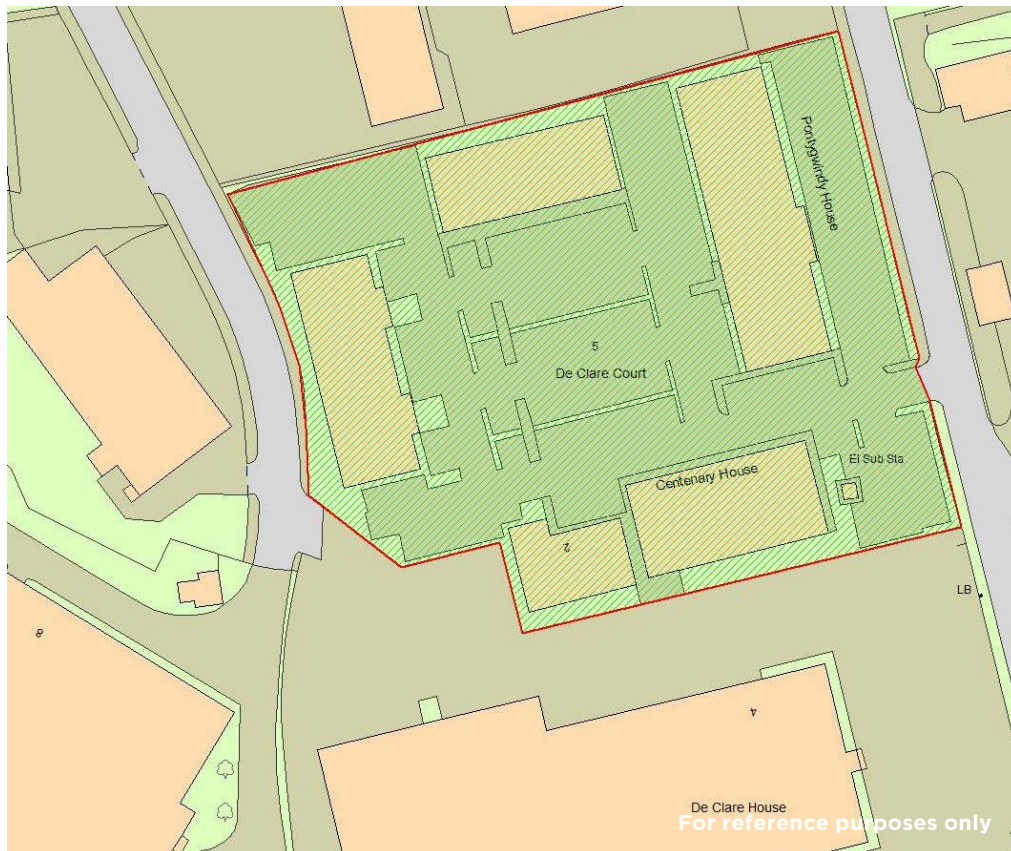 Pontygwindy House
5
De Clare Court
El Sub Sta
Centenary House
2
LB
8
4
De Clare House
For reference purposes only